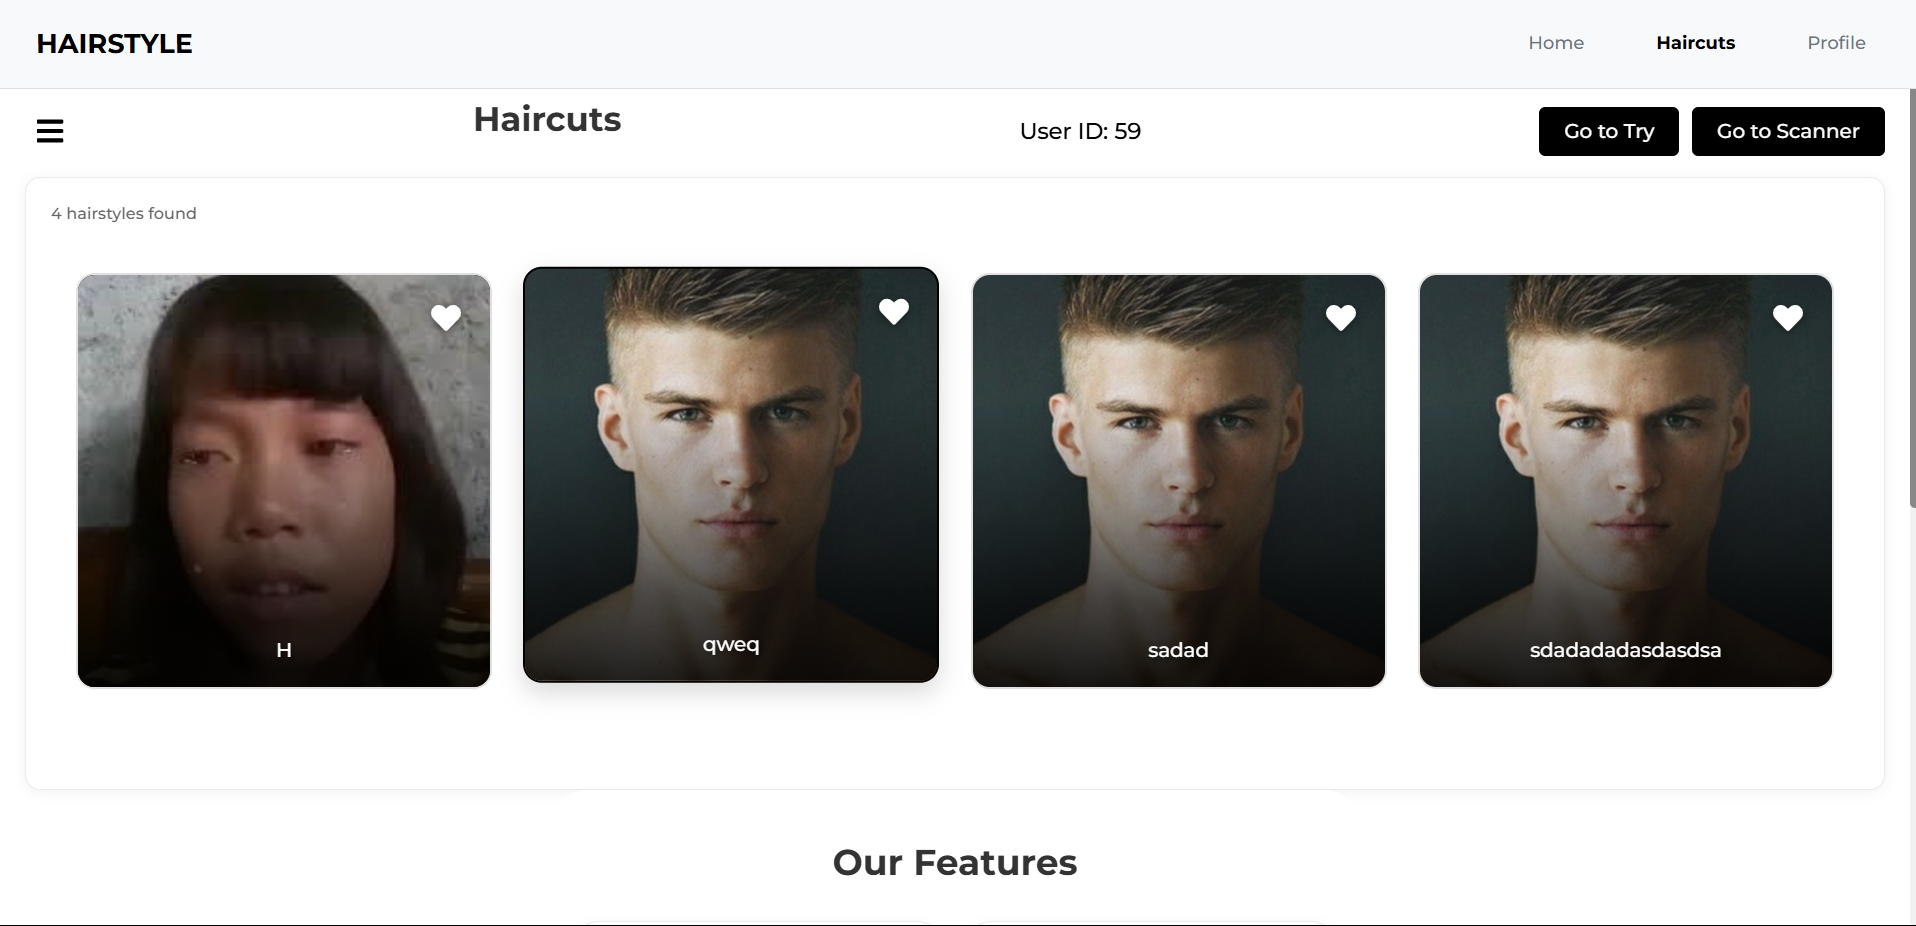 HAIRSTYLE
Home
Haircuts
Profile
Haircuts
User ID: 59
Go to Try
Go to Scanner
4 hairstyles found
H
qweq
sadad
sdadadadasdasdsa
Our Features